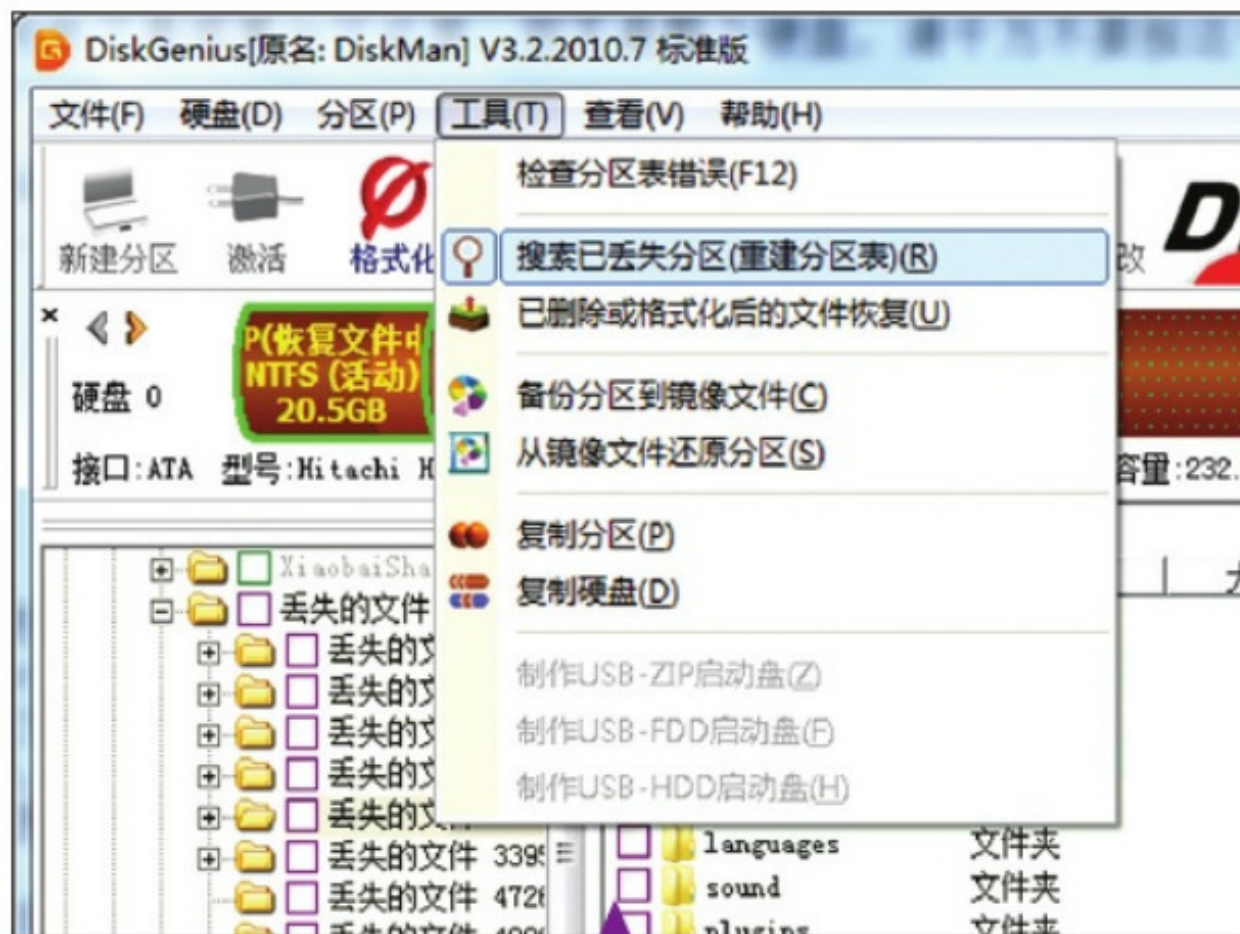 DiskGenius[原名: DiskMan] V3.2.2010.7 标准版
文件(F) 硬盘(D) 分区(P) 工具(T) 查看(V) 帮助(H)
检查分区表错误(F12)
新建分区 激活 格式化
搜素已丢失分区(重建分区表)(R)
改
已删除或格式化后的文件恢复(U)
P(恢复文件中
NTFS (活动)
20.5GB
硬盘 0
备份分区到镜像文件(C)
从镜像文件还原分区(S)
接口:ATA 型号:Hitachi H
容量:232.
复制分区(P)
复制硬盘(D)
XiaobaiSha
丢失的文件
丢失的文
丢失的文
丢失的文
丢失的文
丢失的文
制作USB-ZIP启动盘(Z)
制作USB-FDD启动盘(F)
制作USB-HDD启动盘(H)
丢失的文件 3395
丢失的文件 4726
languages 文件夹
sound 文件夹
plugins 文件夹